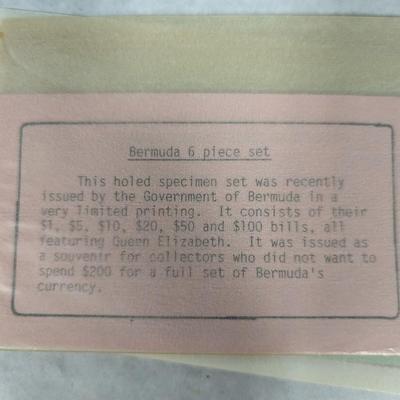 Bermuda 6 piece set
This holed specimen set was recently
issued by the Government of Bermuda in a
very limited printing. It consists of their
$1, $5, $10, $20, $50 and $100 bills, all
featuring Queen Elizabeth. It was issued as
a souvenir for collectors who did not want to
spend $200 for a full set of Bermuda's
currency.